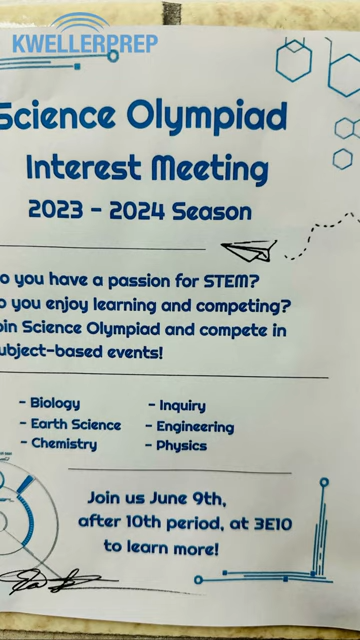 KWELLERPREP
Science Olympiad
Interest Meeting
2023 - 2024 Season
o you have a passion for STEM?
o you enjoy learning and competing?
oin Science Olympiad and compete in
ubject-based events!
- Biology
- Earth Science
- Chemistry
- Inquiry
- Engineering
- Physics
Join us June 9th,
after 10th period, at 3E10
to learn more!